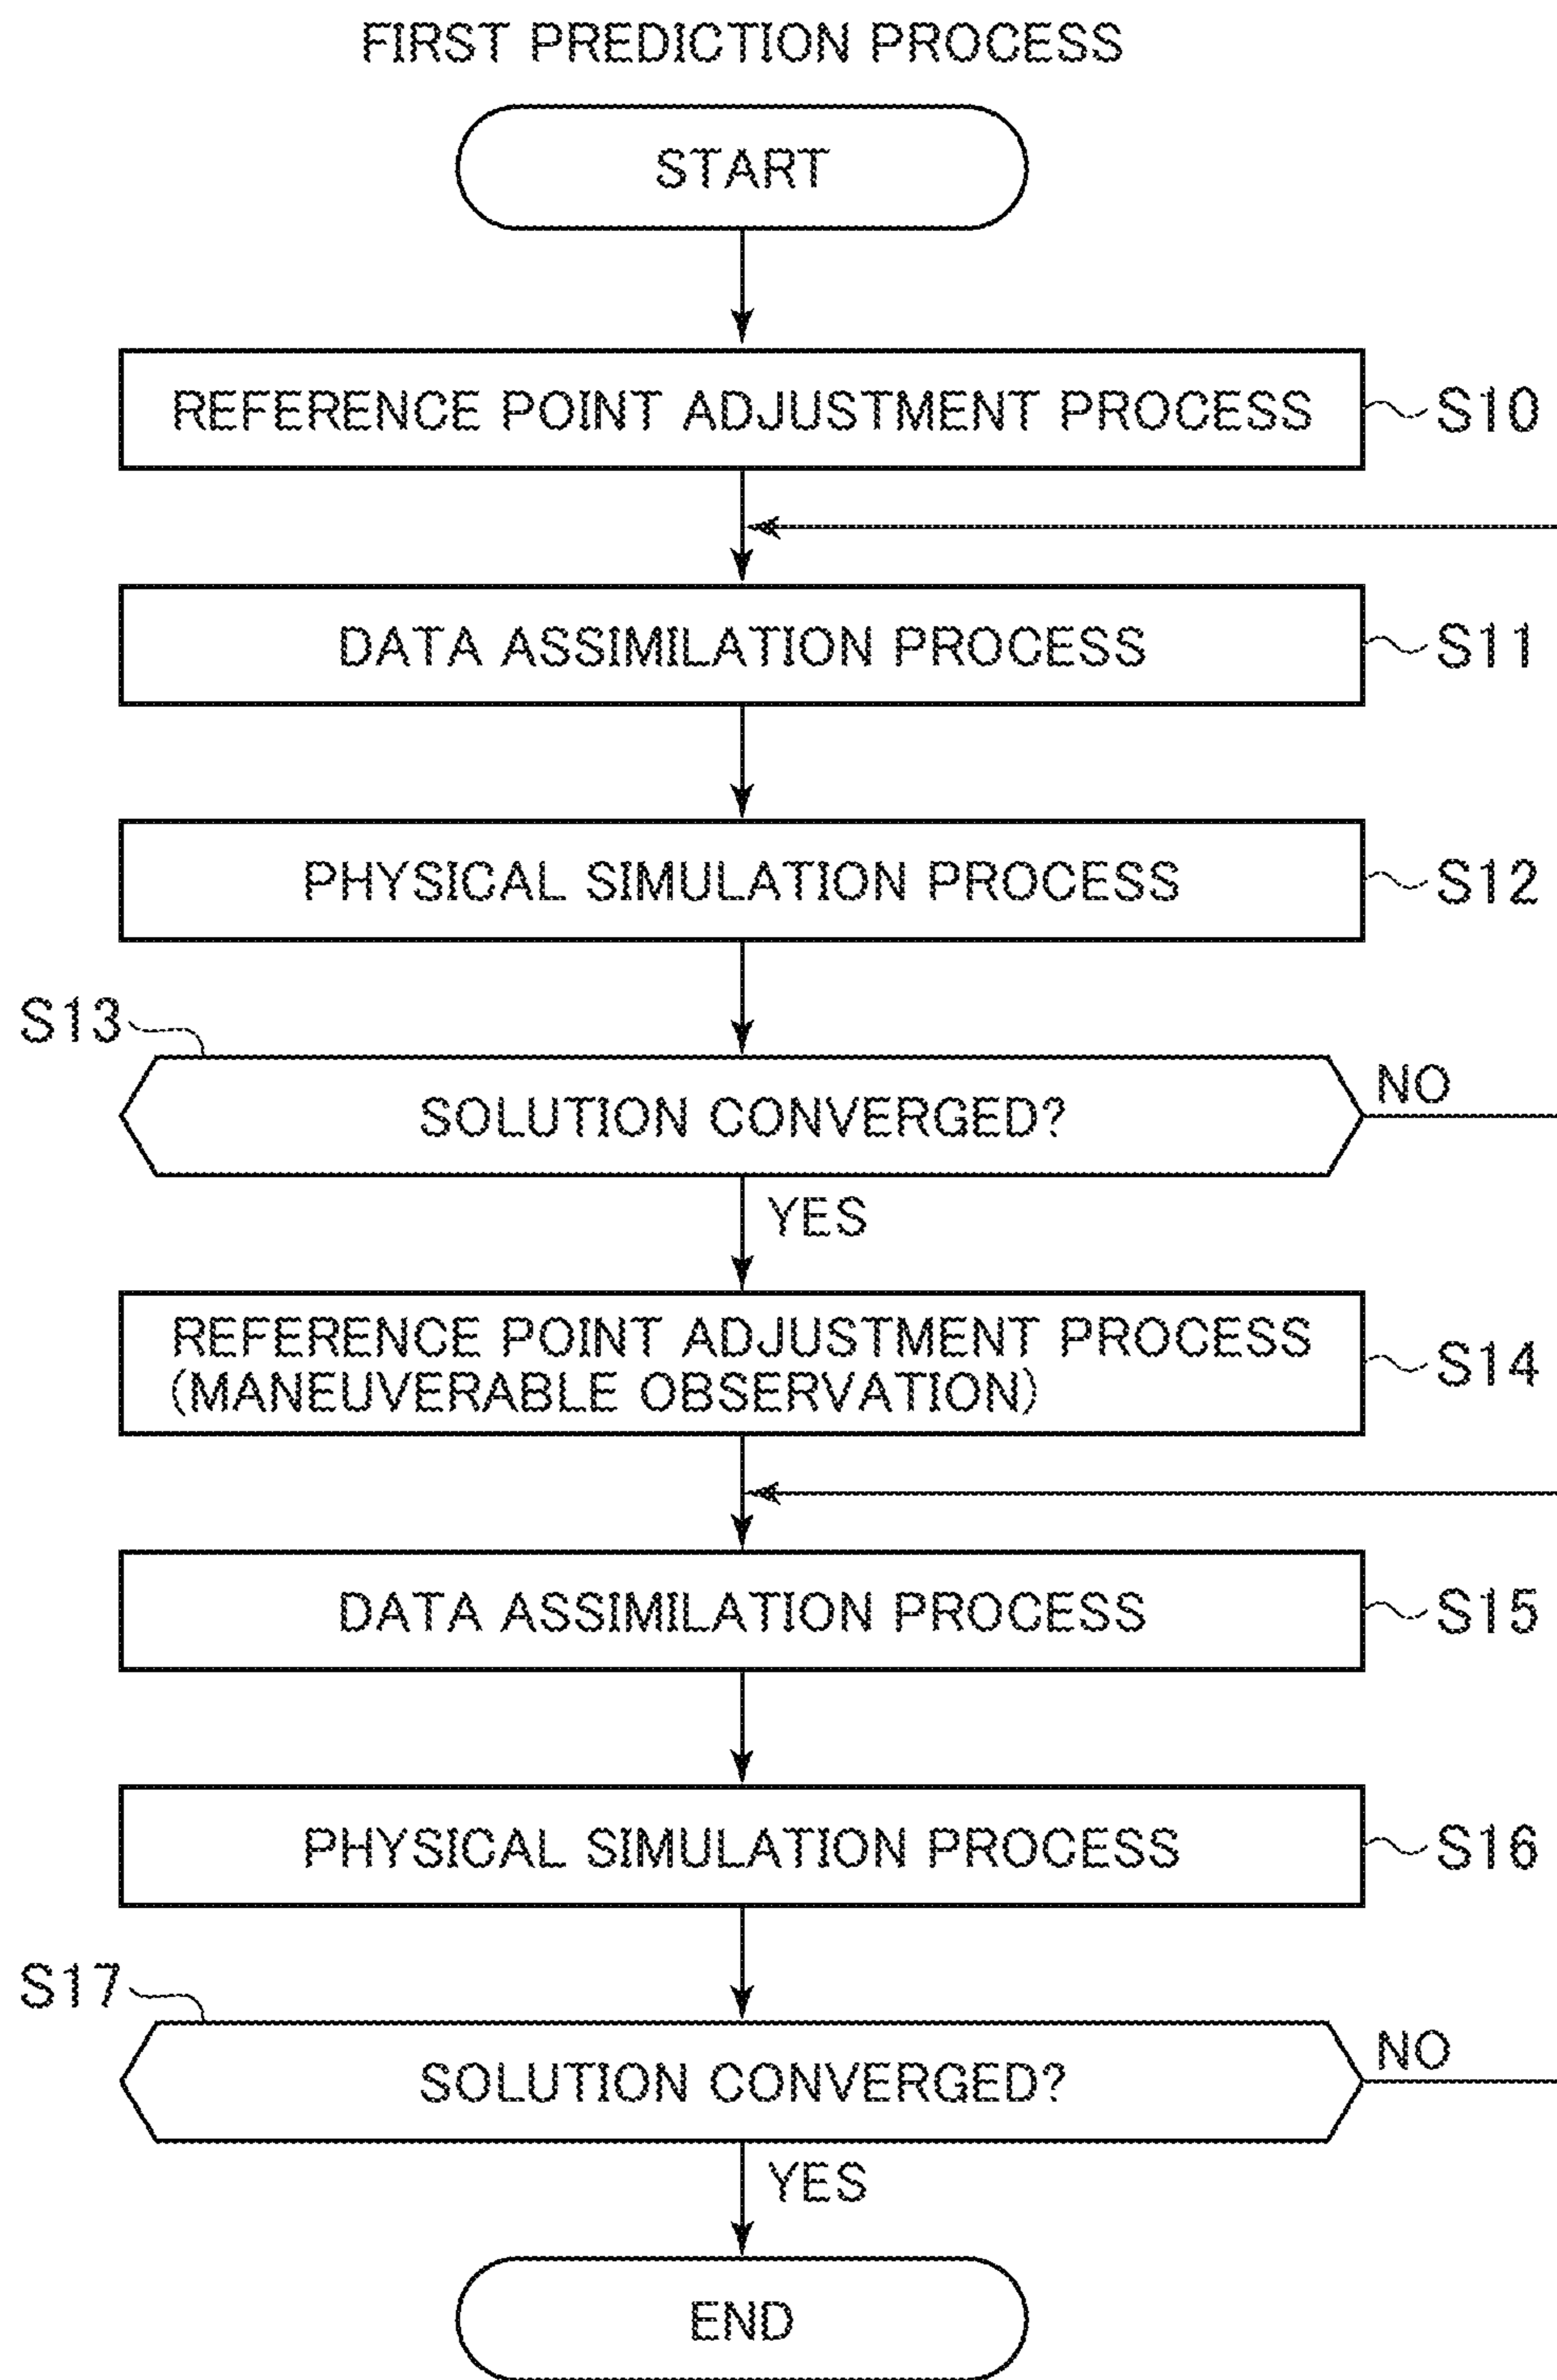 FIRST PREDICTION PROCESS
START
REFERENCE POINT ADJUSTMENT PROCESS
S10
DATA ASSIMILATION PROCESS
S11
PHYSICAL SIMULATION PROCESS
S12
S13
SOLUTION CONVERGED?
NO
YES
REFERENCE POINT ADJUSTMENT PROCESS
(MANEUVERABLE OBSERVATION)
S14
DATA ASSIMILATION PROCESS
S15
PHYSICAL SIMULATION PROCESS
S16
S17
SOLUTION CONVERGED?
NO
YES
END